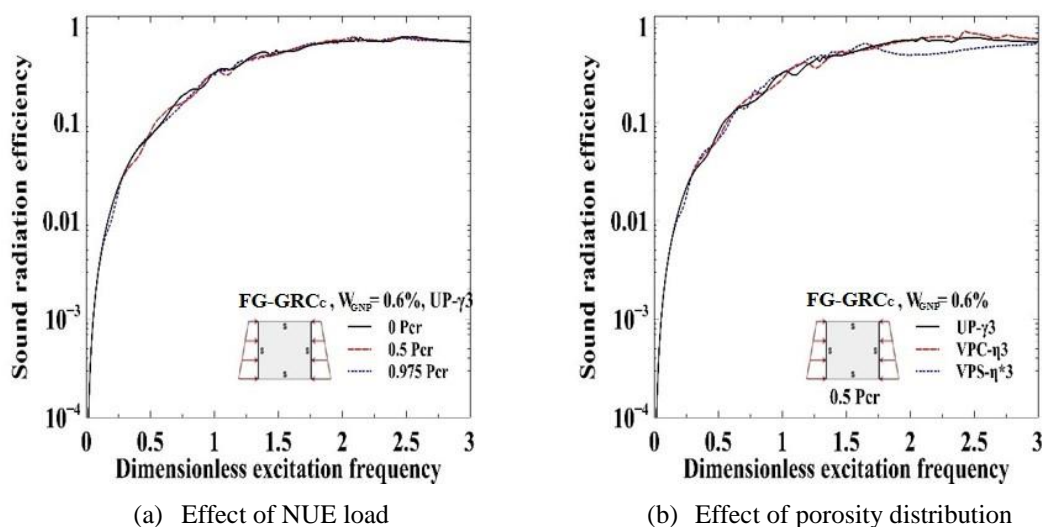 1
0.1
0.01
10-3
10-4
Sound radiation efficiency
FG-GRCc , WGNP= 0.6%, UP-γ3
s
s s
s
0 Pcr
0.5 Pcr
0.975 Pcr
0 0.5 1 1.5 2 2.5 3
Dimensionless excitation frequency
(a) Effect of NUE load
1
0.1
0.01
10-3
10-4
Sound radiation efficiency
FG-GRCc , WGNP= 0.6%
s
s s
s
0.5 Pcr
UP-γ3
VPC-η3
VPS-η*3
0 0.5 1 1.5 2 2.5 3
Dimensionless excitation frequency
(b) Effect of porosity distribution